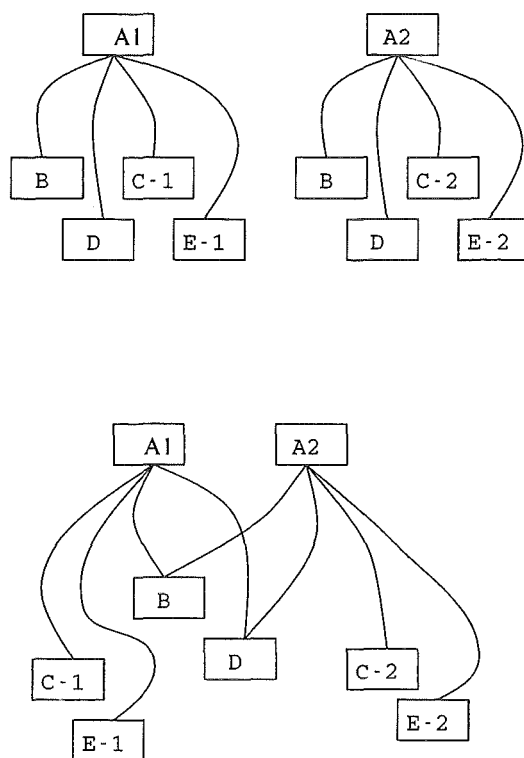 A1 A2
B C-1 B C-2
D E-1 D E-2
A1 A2
B
D
C-1 C-2
E-1 E-2